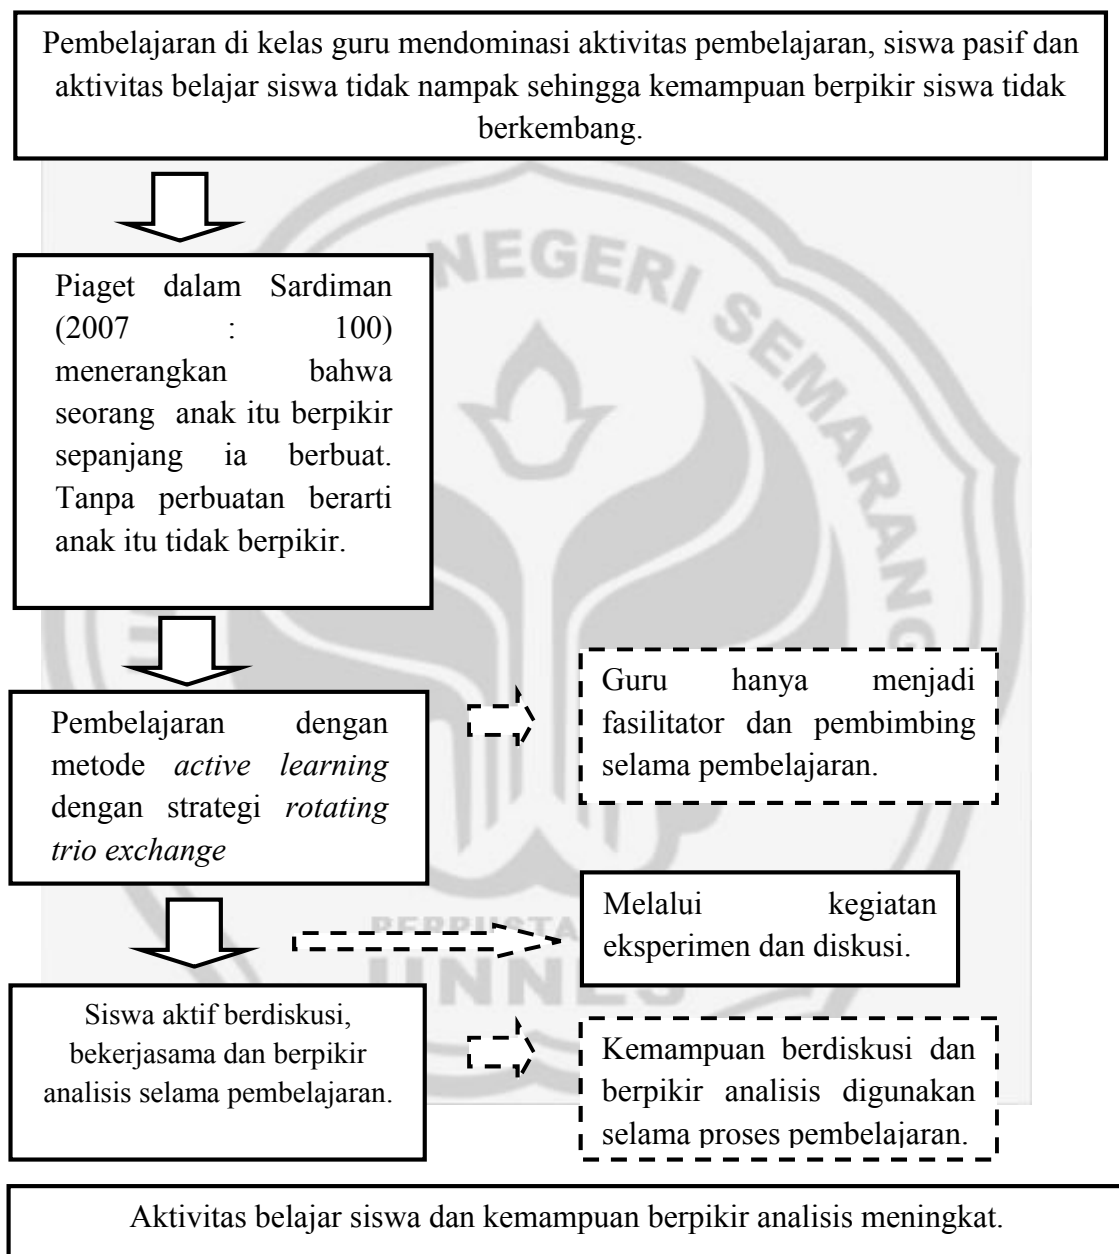 Pembelajaran di kelas guru mendominasi aktivitas pembelajaran, siswa pasif dan
aktivitas belajar siswa tidak nampak sehingga kemampuan berpikir siswa tidak
berkembang.
NEGERI SEMARANG
Piaget dalam Sardiman
(2007 : 100)
menerangkan bahwa
seorang anak itu berpikir
sepanjang ia berbuat.
Tanpa perbuatan berarti
anak itu tidak berpikir.
Guru hanya menjadi
fasilitator dan pembimbing
selama pembelajaran.
Pembelajaran dengan
metode active learning
dengan strategi rotating
trio exchange
Melalui kegiatan
eksperimen dan diskusi.
UNNES
Siswa aktif berdiskusi,
bekerjasama dan berpikir
analisis selama pembelajaran.
Kemampuan berdiskusi dan
berpikir analisis digunakan
selama proses pembelajaran.
Aktivitas belajar siswa dan kemampuan berpikir analisis meningkat.